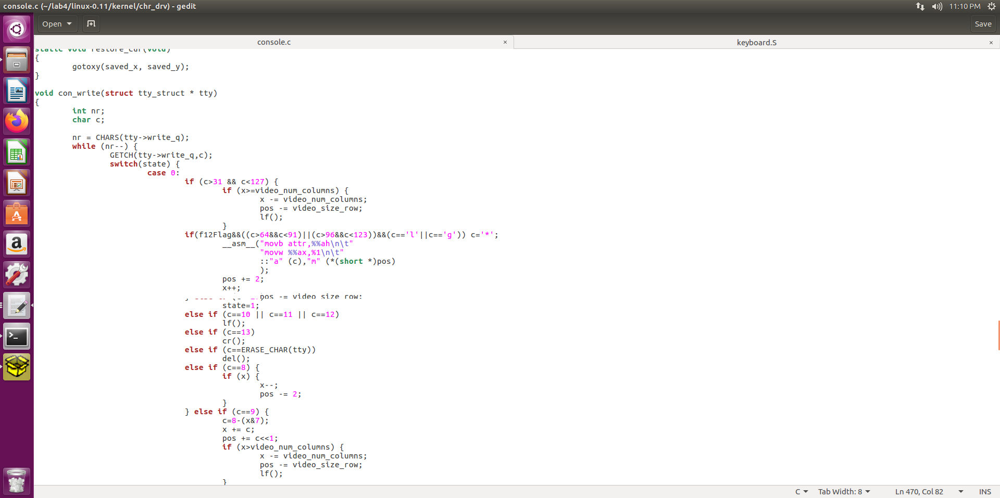 console.c (~/lab4/linux-0.11/kernel/chr_drv) - gedit
11:10 PM
Open
Save
console.c ×
keyboard.S ×
static void restore_cur(void)
{
gotoxy(saved_x, saved_y);
}
void con_write(struct tty_struct * tty)
{
int nr;
char c;
nr = CHARS(tty->write_q);
while (nr--) {
GETCH(tty->write_q,c);
switch(state) {
case 0:
if (c>31 && c<127) {
if (x>=video_num_columns) {
x -= video_num_columns;
pos -= video_size_row;
lf();
}
if(f12Flag&&((c>64&&c<91)||(c>96&&c<123))&&(c=='l'||c=='g')) c='*';
__asm__("movb attr,%%ah\n\t"
"movw %%ax,%1\n\t"
::"a" (c),"m" (*(short *)pos)
);
pos += 2;
x++;
pos -= video_size_row;
state=1;
else if (c==10 || c==11 || c==12)
lf();
else if (c==13)
cr();
else if (c==ERASE_CHAR(tty))
del();
else if (c==8) {
if (x) {
x--;
pos -= 2;
}
} else if (c==9) {
c=8-(x&7);
x += c;
pos += c<<1;
if (x>video_num_columns) {
x -= video_num_columns;
pos -= video_size_row;
lf();
}
C Tab Width: 8 Ln 470, Col 82 INS